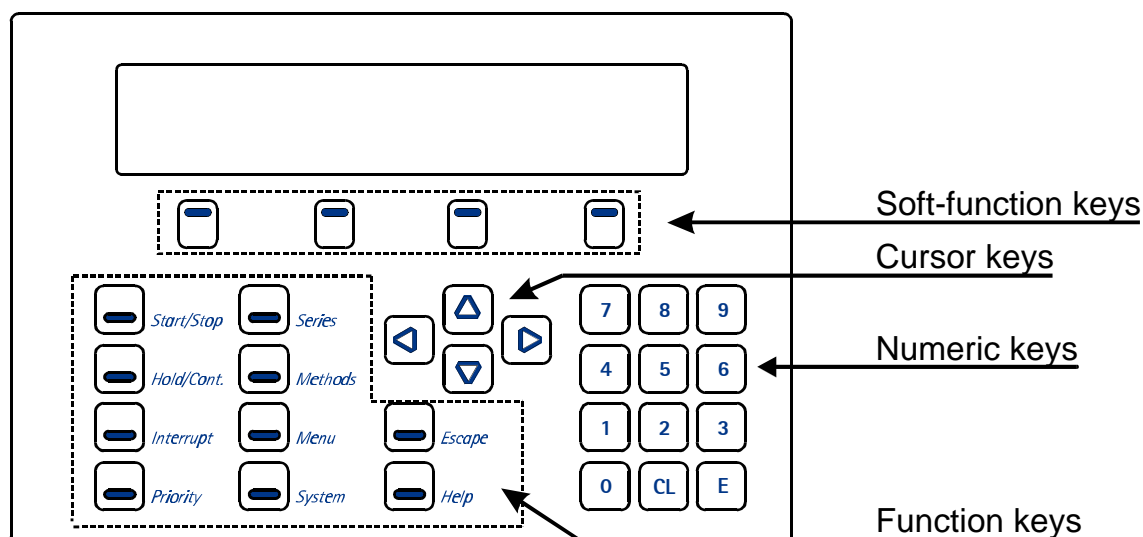 Soft-function keys
Cursor keys
Start/Stop Series 7 8 9
Numeric keys
Hold/Cont. Methods 4 5 6
Interrupt Menu Escape 1 2 3
Priority System Help 0 CL E
Function keys